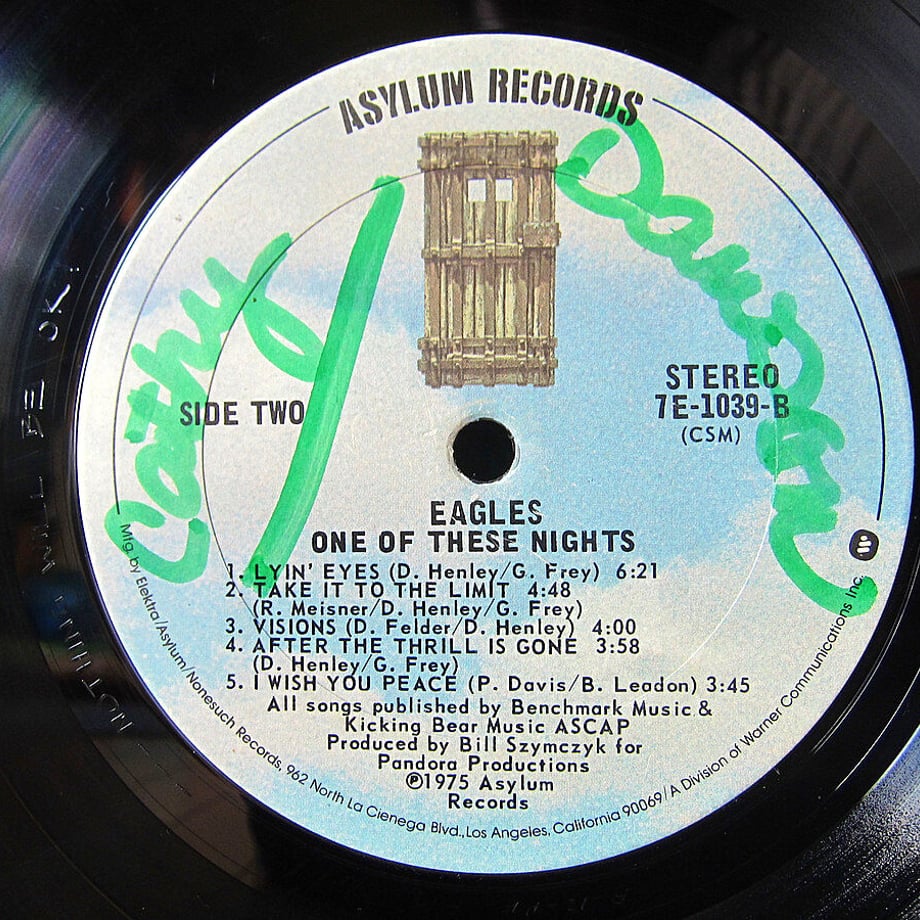 ASYLUM RECORDS
Cathy Dawson
SIDE TWO
STEREO
7E-1039-B
(CSM)
EAGLES
ONE OF THESE NIGHTS
1. LYIN' EYES (D. Henley/G. Frey) 6:21
2. TAKE IT TO THE LIMIT 4:48
(R. Meisner/D. Henley/G. Frey)
3. VISIONS (D. Felder/D. Henley) 4:00
4. AFTER THE THRILL IS GONE 3:58
(D. Henley/G. Frey)
5. I WISH YOU PEACE (P. Davis/B. Leadon) 3:45
All songs published by Benchmark Music &
Kicking Bear Music ASCAP
Produced by Bill Szymczyk for
Pandora Productions
℗1975 Asylum
Records
Mfg. by Elektra/Asylum/Nonesuch Records, 962 North La Cienega Blvd., Los Angeles, California 90069/A Division of Warner Communications Inc.
WILL BE OK!